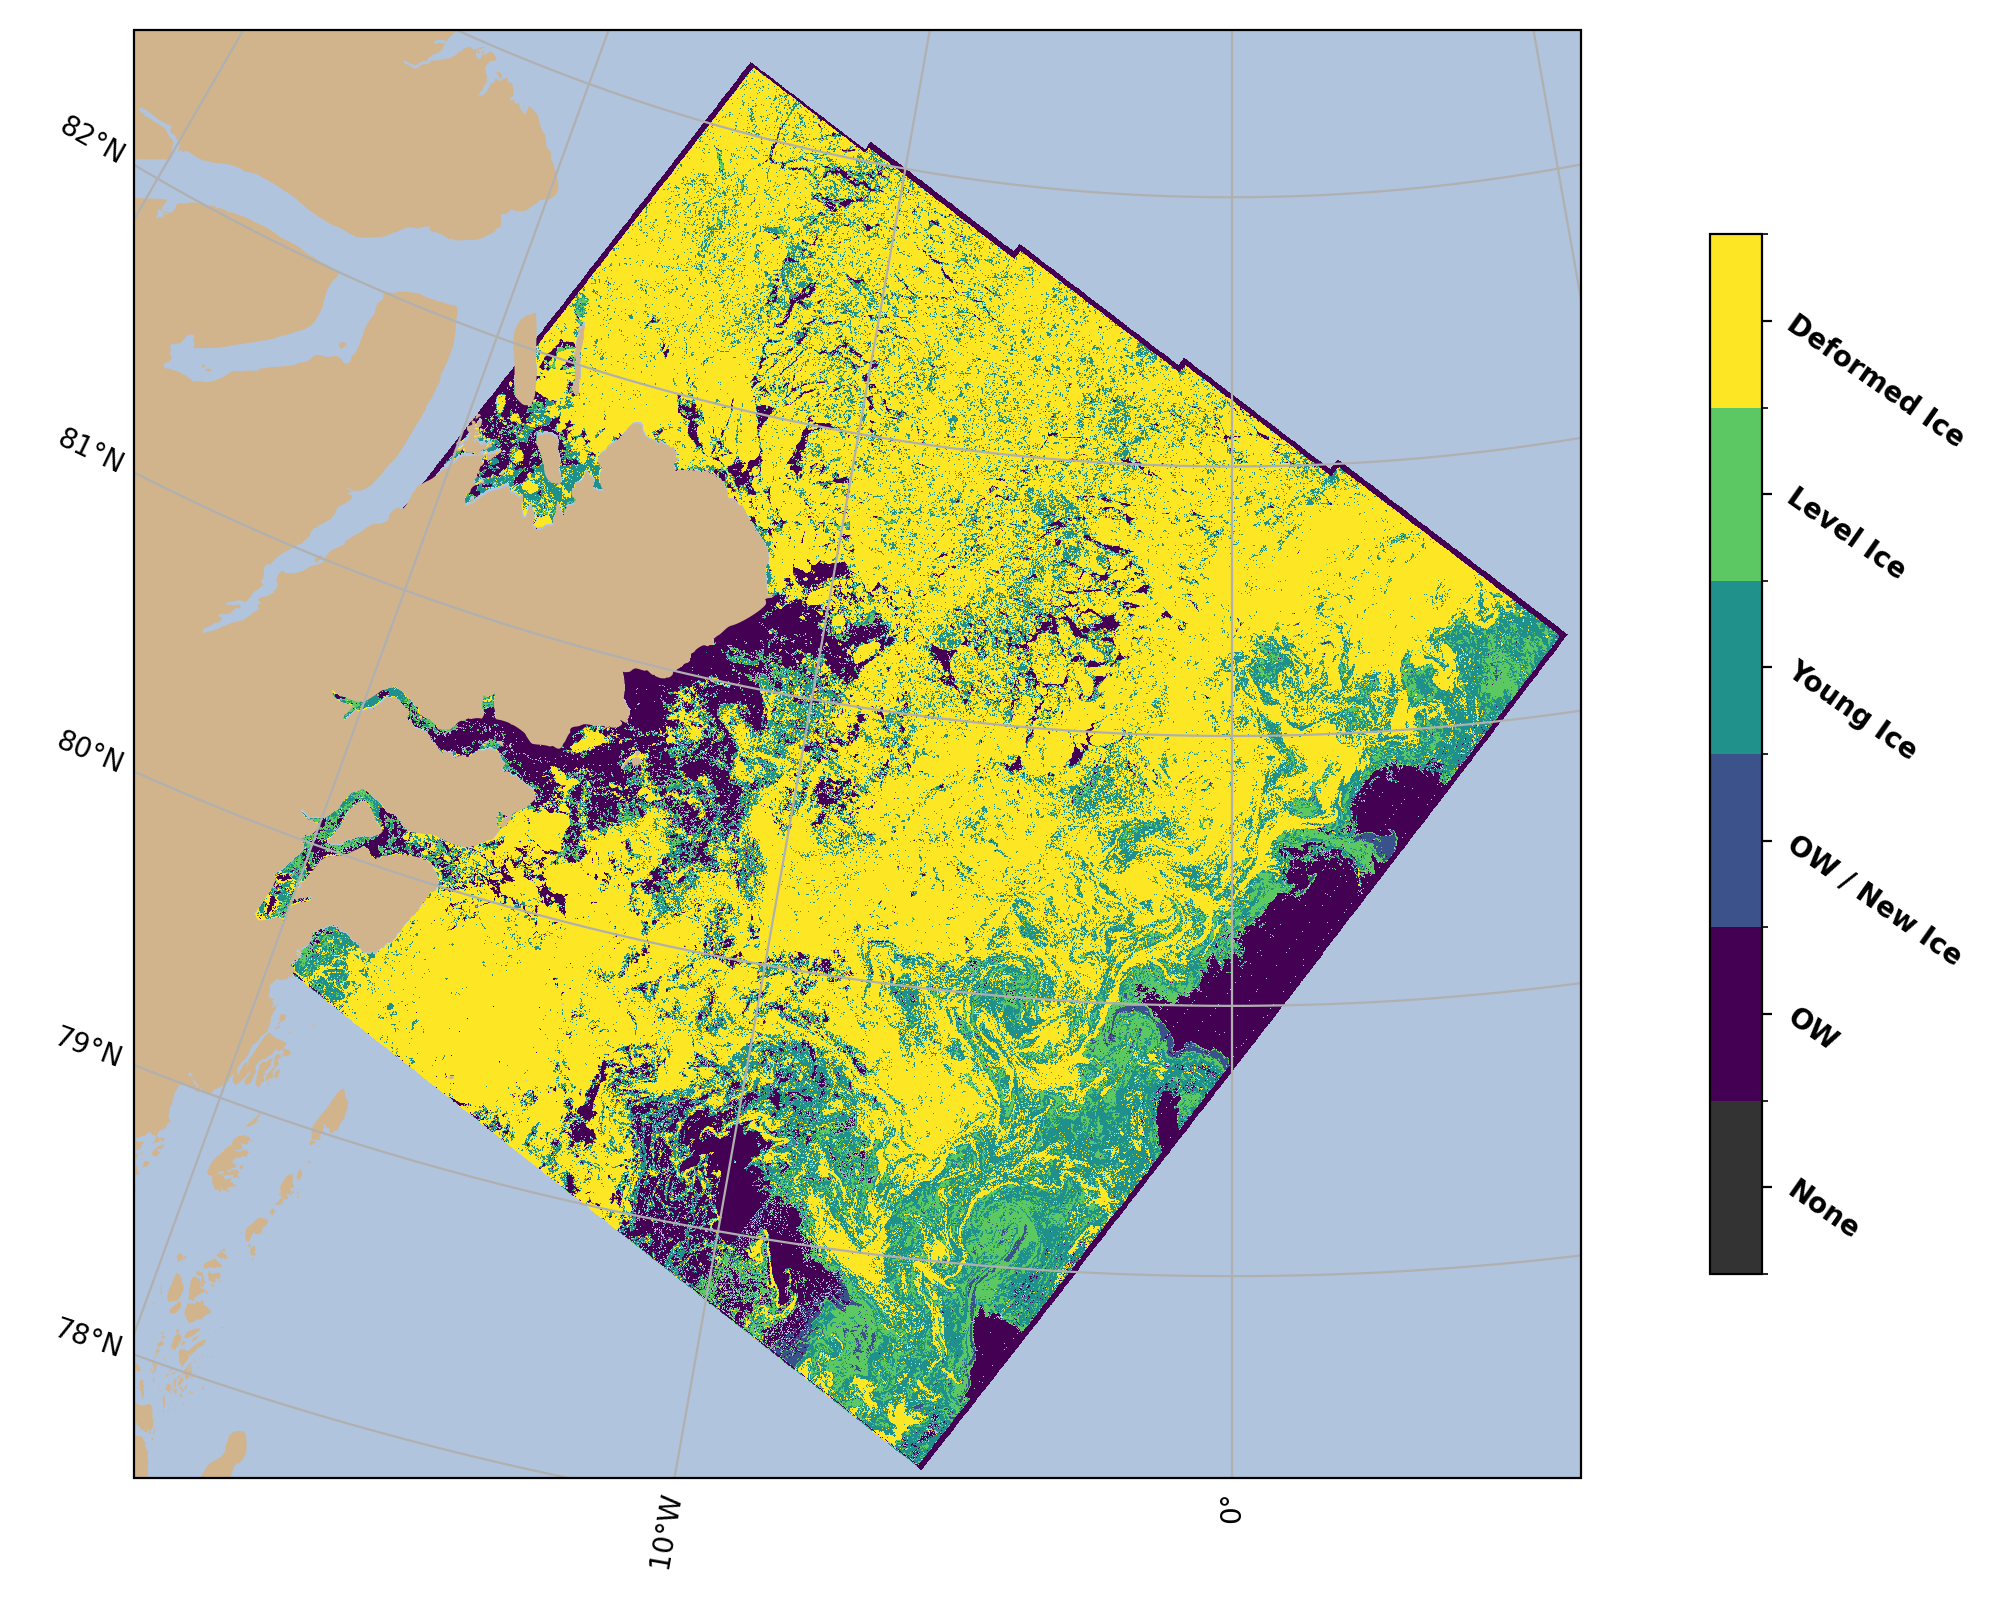 82°N
81°N
80°N
79°N
78°N
10°W
0°
Deformed Ice
Level Ice
Young Ice
OW / New Ice
OW
None